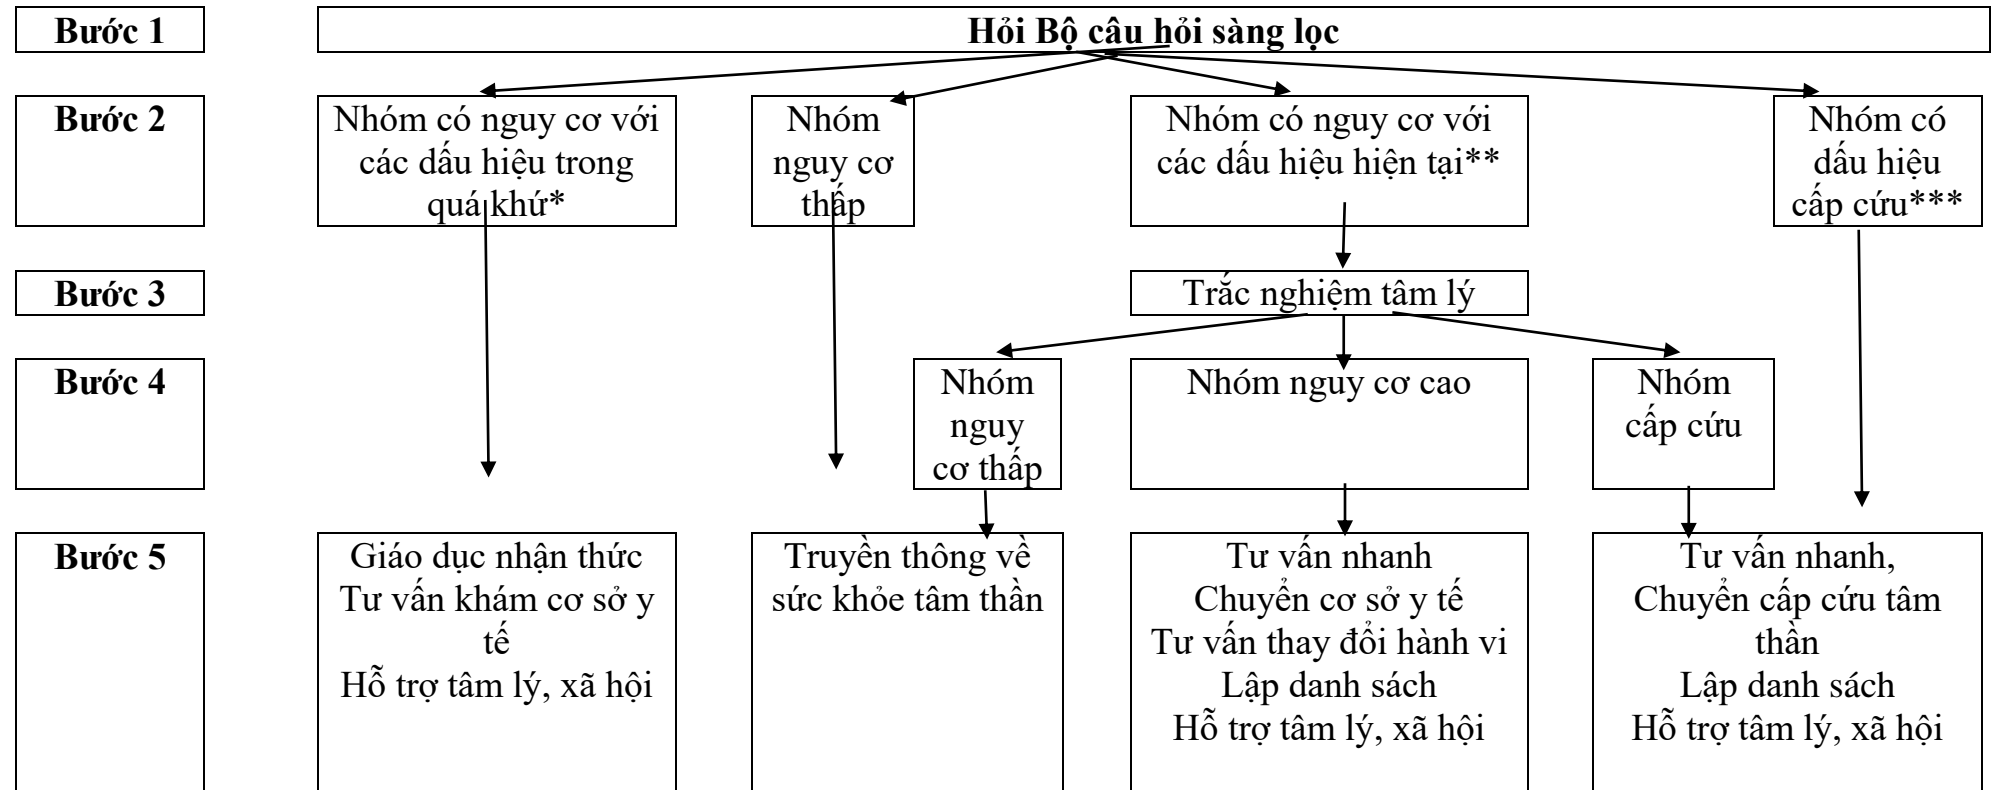 Bước 1
Hỏi Bộ câu hỏi sàng lọc
Bước 2
Nhóm có nguy cơ với
các dấu hiệu trong
quá khứ*
Nhóm
nguy cơ
thấp
Nhóm có nguy cơ với
các dấu hiệu hiện tại**
Nhóm có
dấu hiệu
cấp cứu***
Bước 3
Trắc nghiệm tâm lý
Bước 4
Nhóm
nguy
cơ thấp
Nhóm nguy cơ cao
Nhóm
cấp cứu
Bước 5
Giáo dục nhận thức
Tư vấn khám cơ sở y
tế
Hỗ trợ tâm lý, xã hội
Truyền thông về
sức khỏe tâm thần
Tư vấn nhanh
Chuyển cơ sở y tế
Tư vấn thay đổi hành vi
Lập danh sách
Hỗ trợ tâm lý, xã hội
Tư vấn nhanh,
Chuyển cấp cứu tâm
thần
Lập danh sách
Hỗ trợ tâm lý, xã hội